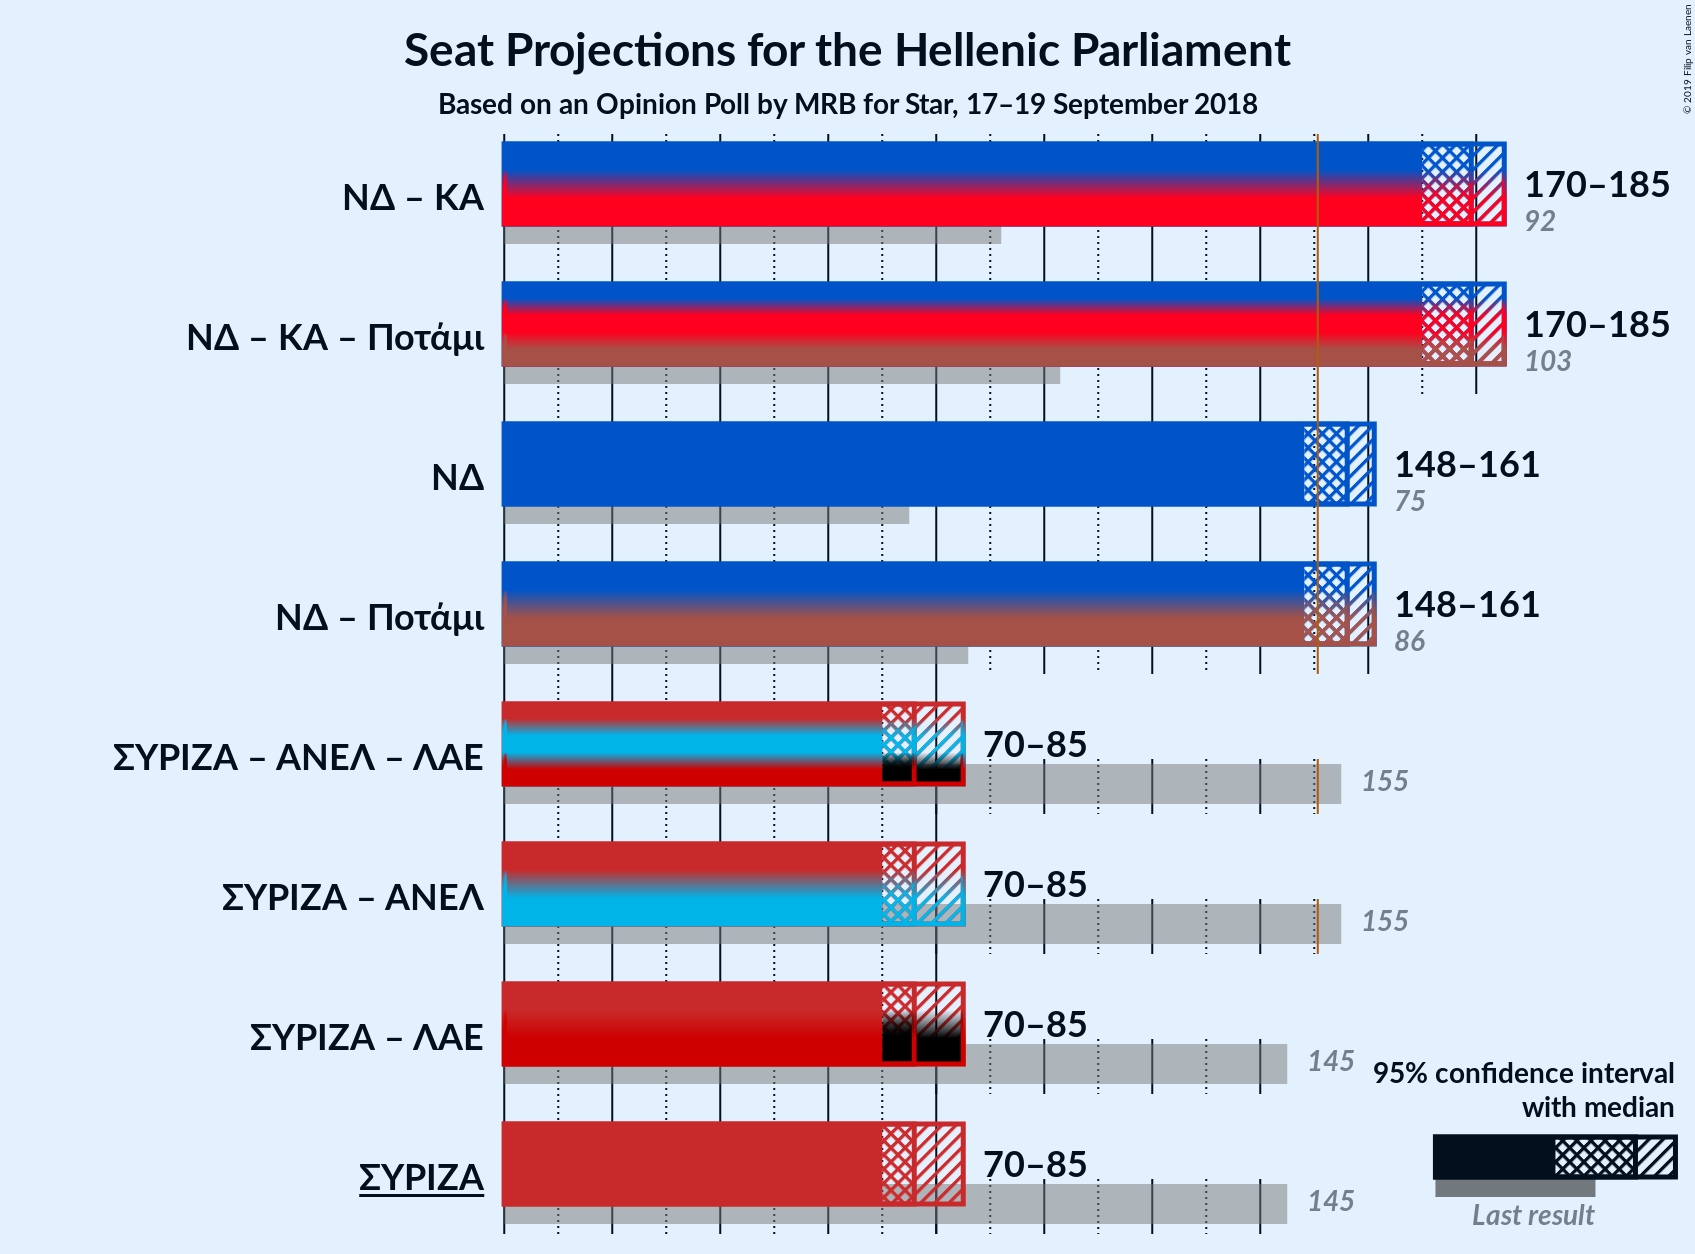 Seat Projections for the Hellenic Parliament
Based on an Opinion Poll by MRB for Star, 17–19 September 2018
© 2019 Filip van Laenen
ΝΔ – ΚΑ
170–185
92
ΝΔ – ΚΑ – Ποτάμι
170–185
103
ΝΔ
148–161
75
ΝΔ – Ποτάμι
148–161
86
ΣΥΡΙΖΑ – ΑΝΕΛ – ΛΑΕ
70–85
155
ΣΥΡΙΖΑ – ΑΝΕΛ
70–85
155
ΣΥΡΙΖΑ – ΛΑΕ
70–85
145
ΣΥΡΙΖΑ
70–85
145
95% confidence interval
with median
Last result